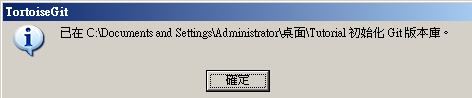 TortoiseGit
已在 C:\Documents and Settings\Administrator\桌面\Tutorial 初始化 Git 版本庫。
確定